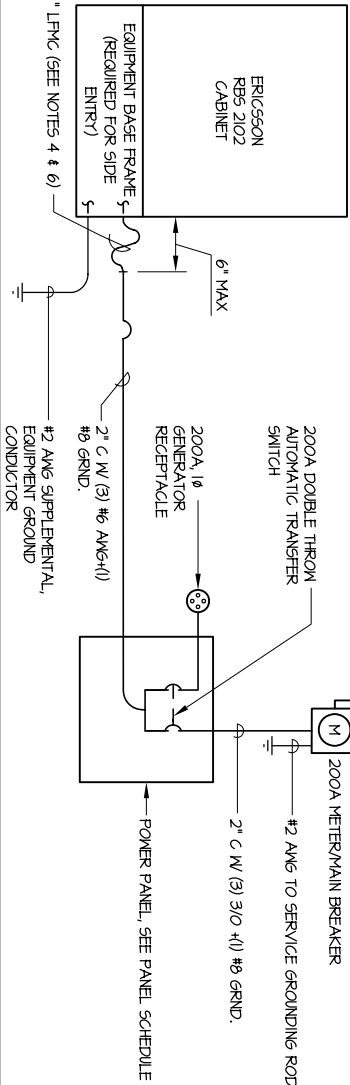 ERICSSON
RBS 2102
CABINET
EQUIPMENT BASE FRAME
(REQUIRED FOR SIDE
ENTRY)
" LFMC (SEE NOTES 4 & 6)
6" MAX
#2 AWG SUPPLEMENTAL,
EQUIPMENT GROUND
CONDUCTOR
2" C W/ (3) #6 AWG+(1)
#8 GRND.
200A, 1Ø
GENERATOR
RECEPTACLE
200A DOUBLE THROW
AUTOMATIC TRANSFER
SWITCH
M
200A METER/MAIN BREAKER
#2 AWG TO SERVICE GROUNDING ROD
2" C W/ (3) 3/0 +(1) #8 GRND.
POWER PANEL, SEE PANEL SCHEDULE